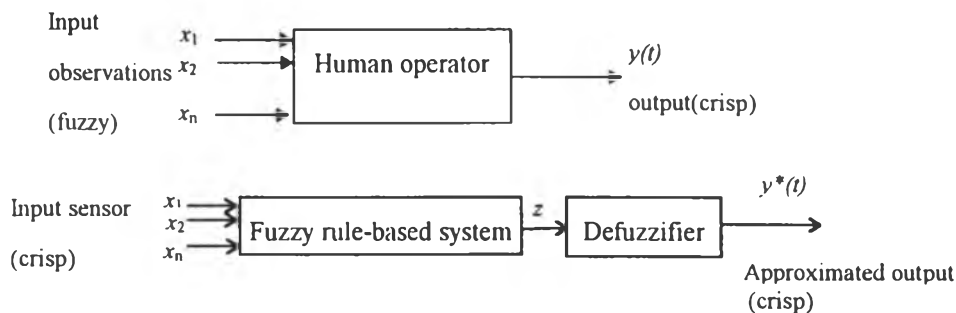 Input
observations
(fuzzy)
x1
x2
xn
Human operator
y(t)
output(crisp)
Input sensor
(crisp)
x1
x2
xn
Fuzzy rule-based system
z
Defuzzifier
y*(t)
Approximated output
(crisp)